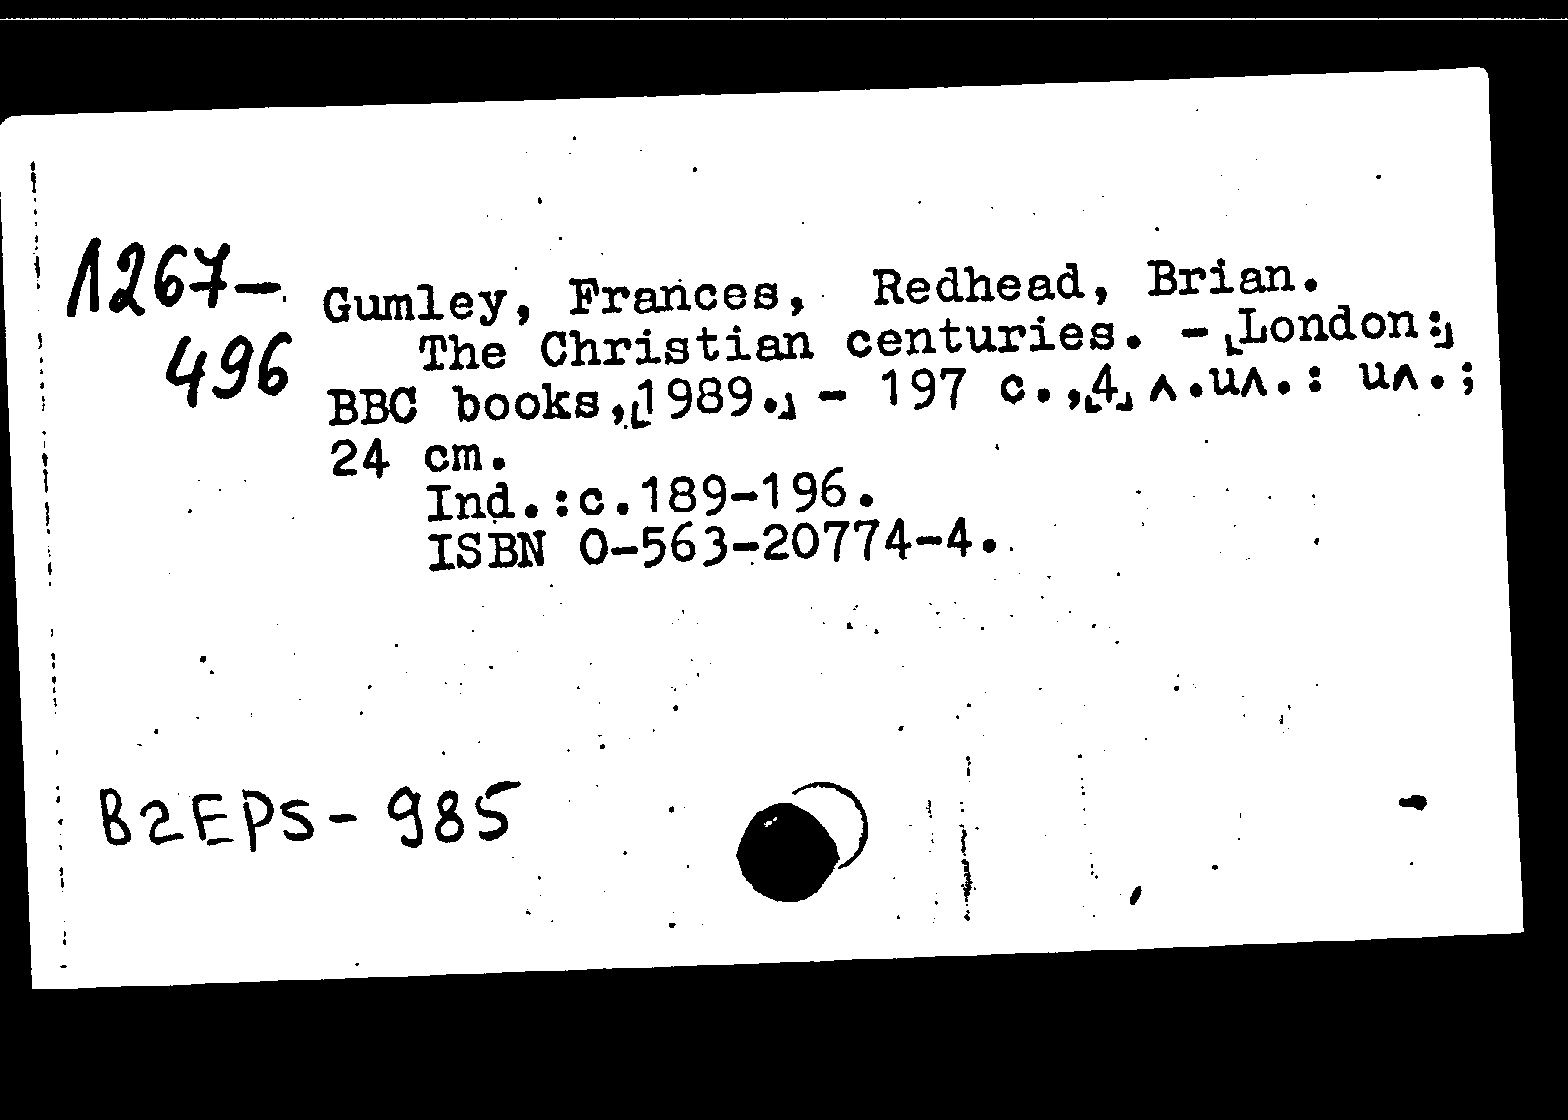 1267-
496
Gumley, Frances, Redhead, Brian.
The Christian centuries. - [London:]
BBC books,[1989.] - 197 c.,[4] л.ил.: ил.;
24 cm.
Ind.:c.189-196.
ISBN 0-563-20774-4.
B2EPS-985